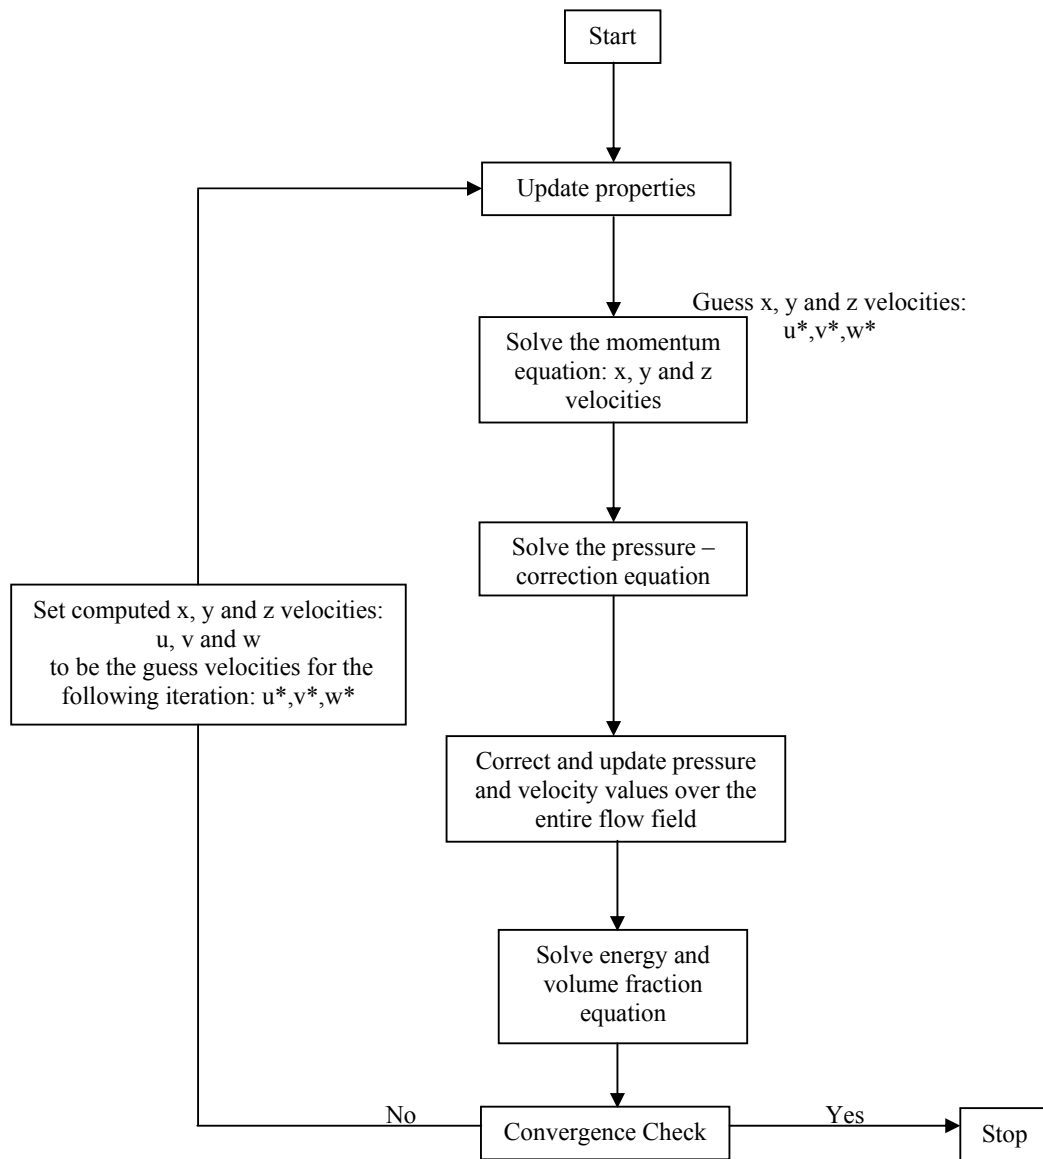 Start
Update properties
Guess x, y and z velocities:
u*,v*,w*
Solve the momentum
equation: x, y and z
velocities
Solve the pressure –
correction equation
Set computed x, y and z velocities:
u, v and w
to be the guess velocities for the
following iteration: u*,v*,w*
Correct and update pressure
and velocity values over the
entire flow field
Solve energy and
volume fraction
equation
No
Convergence Check
Yes
Stop